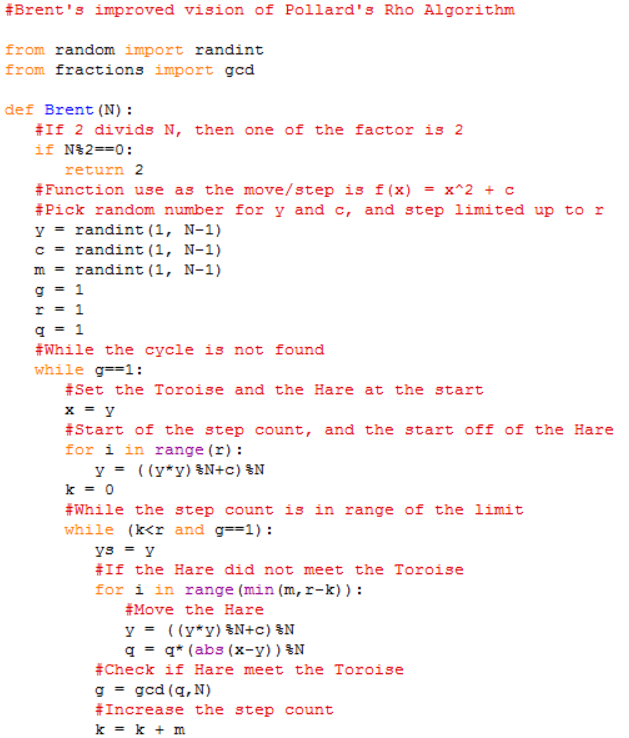 #Brent's improved vision of Pollard's Rho Algorithm

from random import randint
from fractions import gcd

def Brent(N):
    #If 2 divids N, then one of the factor is 2
    if N%2==0:
        return 2
    #Function use as the move/step is f(x) = x^2 + c
    #Pick random number for y and c, and step limited up to r
    y = randint(1, N-1)
    c = randint(1, N-1)
    m = randint(1, N-1)
    g = 1
    r = 1
    q = 1
    #While the cycle is not found
    while g==1:
        #Set the Toroise and the Hare at the start
        x = y
        #Start of the step count, and the start off of the Hare
        for i in range(r):
            y = ((y*y)%N+c)%N
        k = 0
        #While the step count is in range of the limit
        while (k<r and g==1):
            ys = y
            #If the Hare did not meet the Toroise
            for i in range(min(m,r-k)):
                #Move the Hare
                y = ((y*y)%N+c)%N
                q = q*(abs(x-y))%N
            #Check if Hare meet the Toroise
            g = gcd(q,N)
            #Increase the step count
            k = k + m